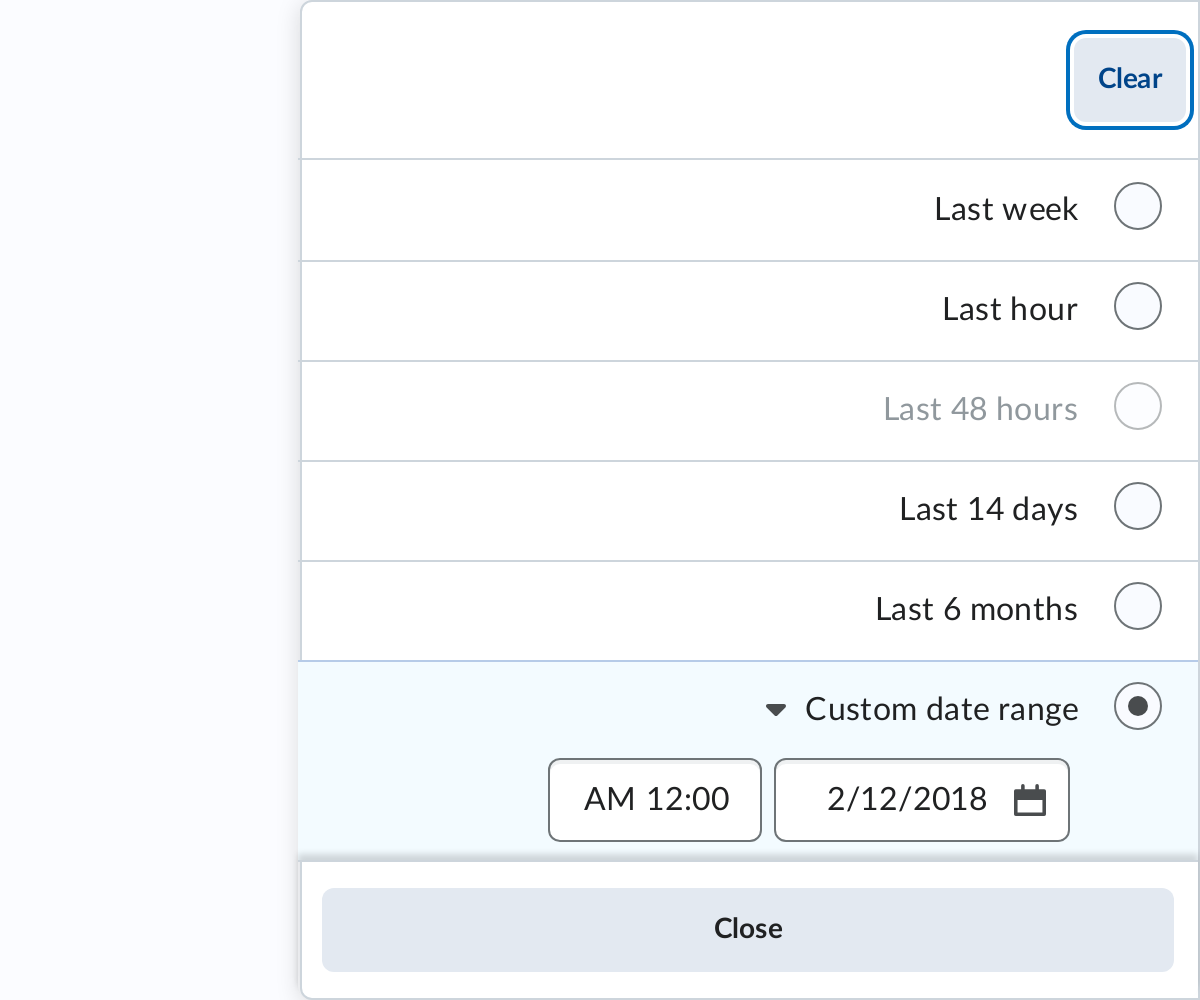 Clear
Last week
Last hour
Last 48 hours
Last 14 days
Last 6 months
Custom date range
2/12/2018 AM 12:00
Close